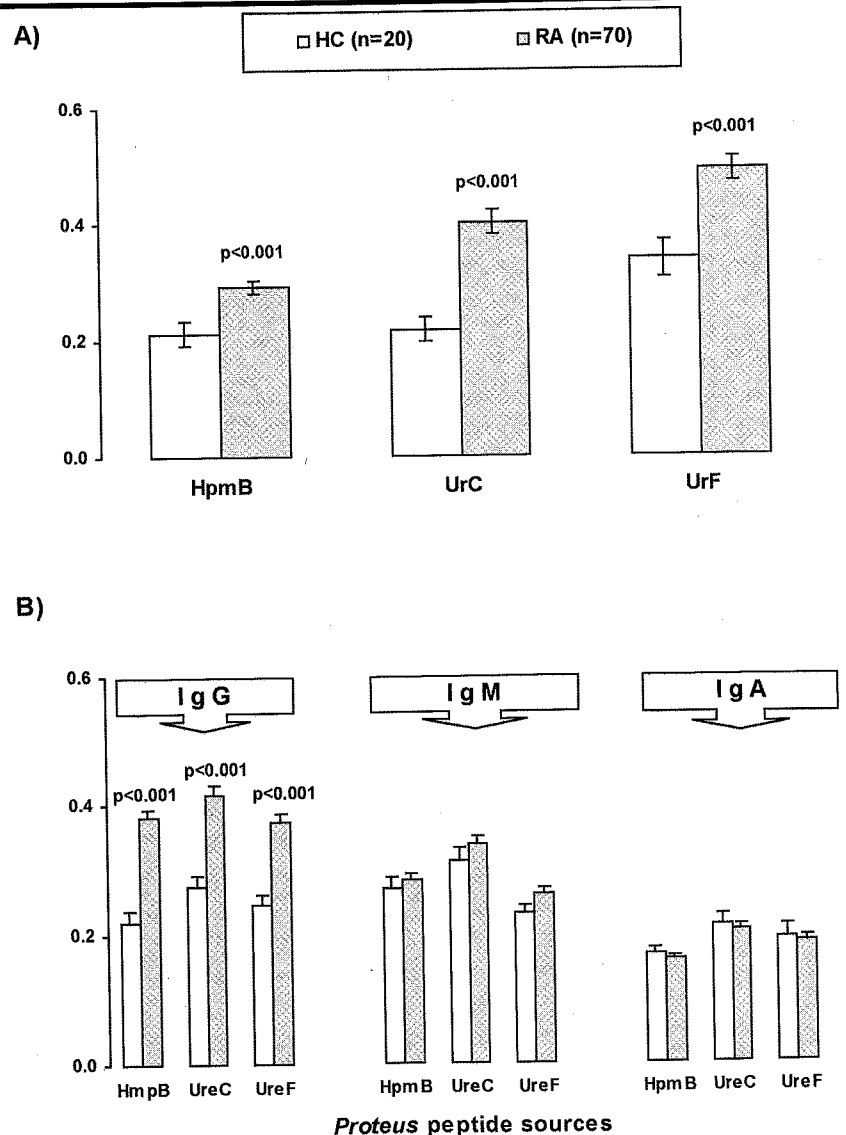 A)
HC (n=20) RA (n=70)
0.6
0.4
0.2
0.0
p<0.001
p<0.001
p<0.001
HpmB UrC UrF
B)
0.6
0.4
0.2
0.0
IgG IgM IgA
p<0.001
p<0.001
p<0.001
HmpB UreC UreF HpmB UreC UreF HpmB UreC UreF
Proteus peptide sources